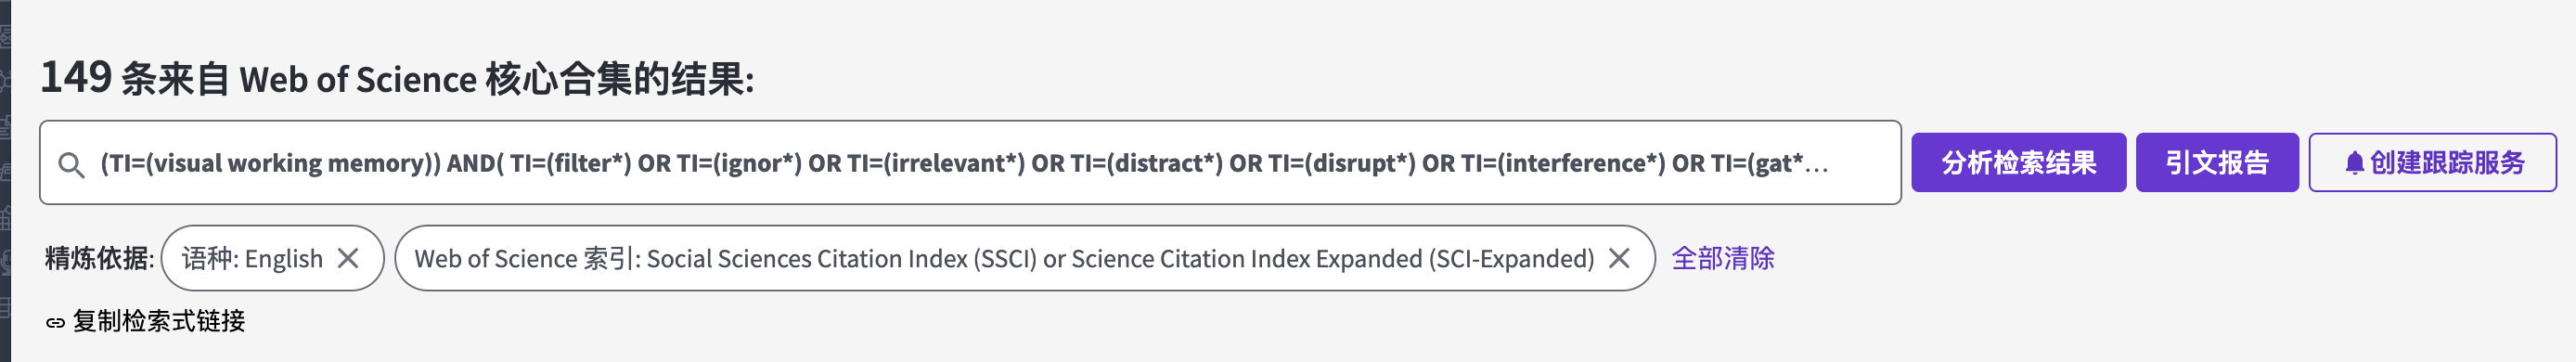 149 条来自 Web of Science 核心合集的结果:
(TI=(visual working memory)) AND( TI=(filter*) OR TI=(ignor*) OR TI=(irrelevant*) OR TI=(distract*) OR TI=(disrupt*) OR TI=(interference*) OR TI=(gat*… 分析检索结果 引文报告 创建跟踪服务
精炼依据: 语种: English Web of Science 索引: Social Sciences Citation Index (SSCI) or Science Citation Index Expanded (SCI-Expanded) 全部清除
复制检索式链接